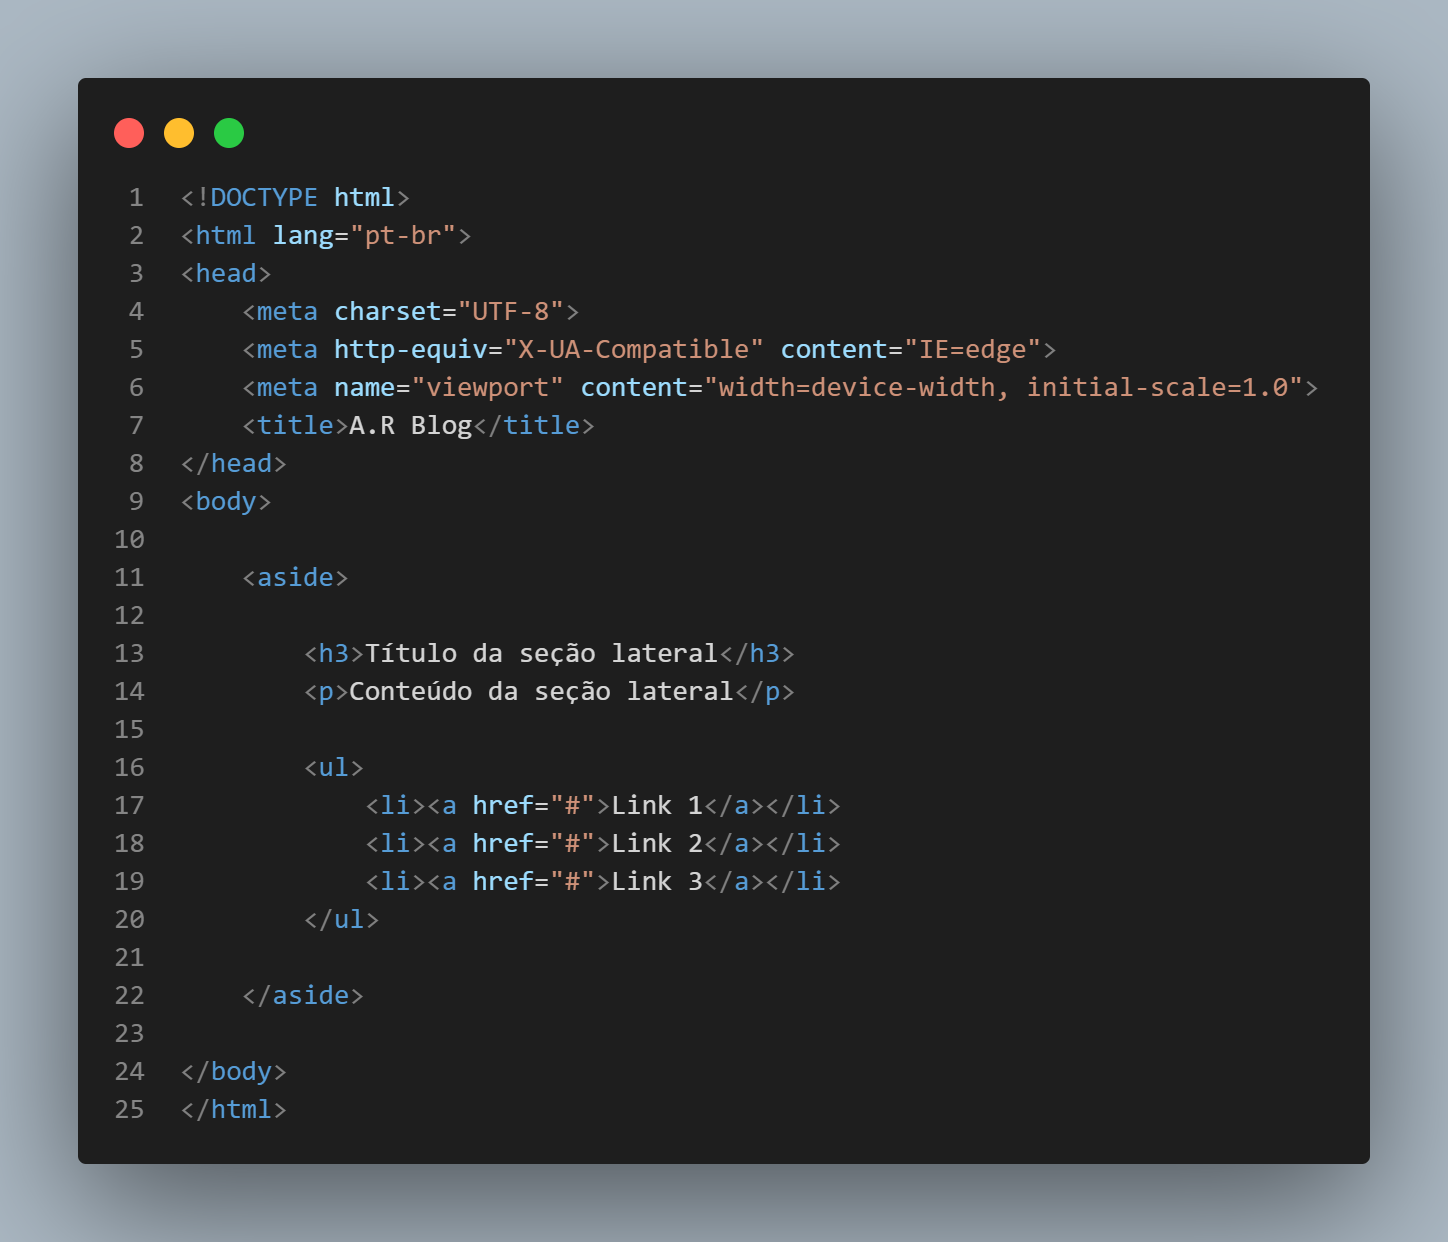 1 <!DOCTYPE html>
2 <html lang="pt-br">
3 <head>
4     <meta charset="UTF-8">
5     <meta http-equiv="X-UA-Compatible" content="IE=edge">
6     <meta name="viewport" content="width=device-width, initial-scale=1.0">
7     <title>A.R Blog</title>
8 </head>
9 <body>
10
11     <aside>
12
13         <h3>Título da seção lateral</h3>
14         <p>Conteúdo da seção lateral</p>
15
16         <ul>
17             <li><a href="#">Link 1</a></li>
18             <li><a href="#">Link 2</a></li>
19             <li><a href="#">Link 3</a></li>
20         </ul>
21
22     </aside>
23
24 </body>
25 </html>